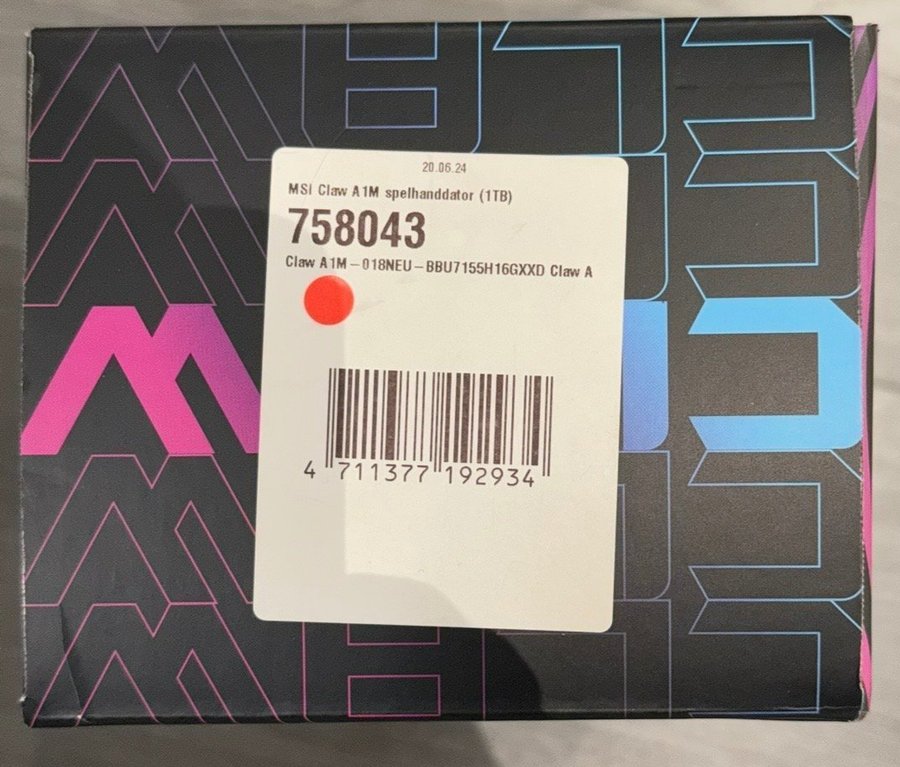 20.06.24
MSI Claw A1M spelhanddator (1TB)
758043
Claw A1M-018NEU-BBU7155H16GXXD Claw A
4 711377 192934